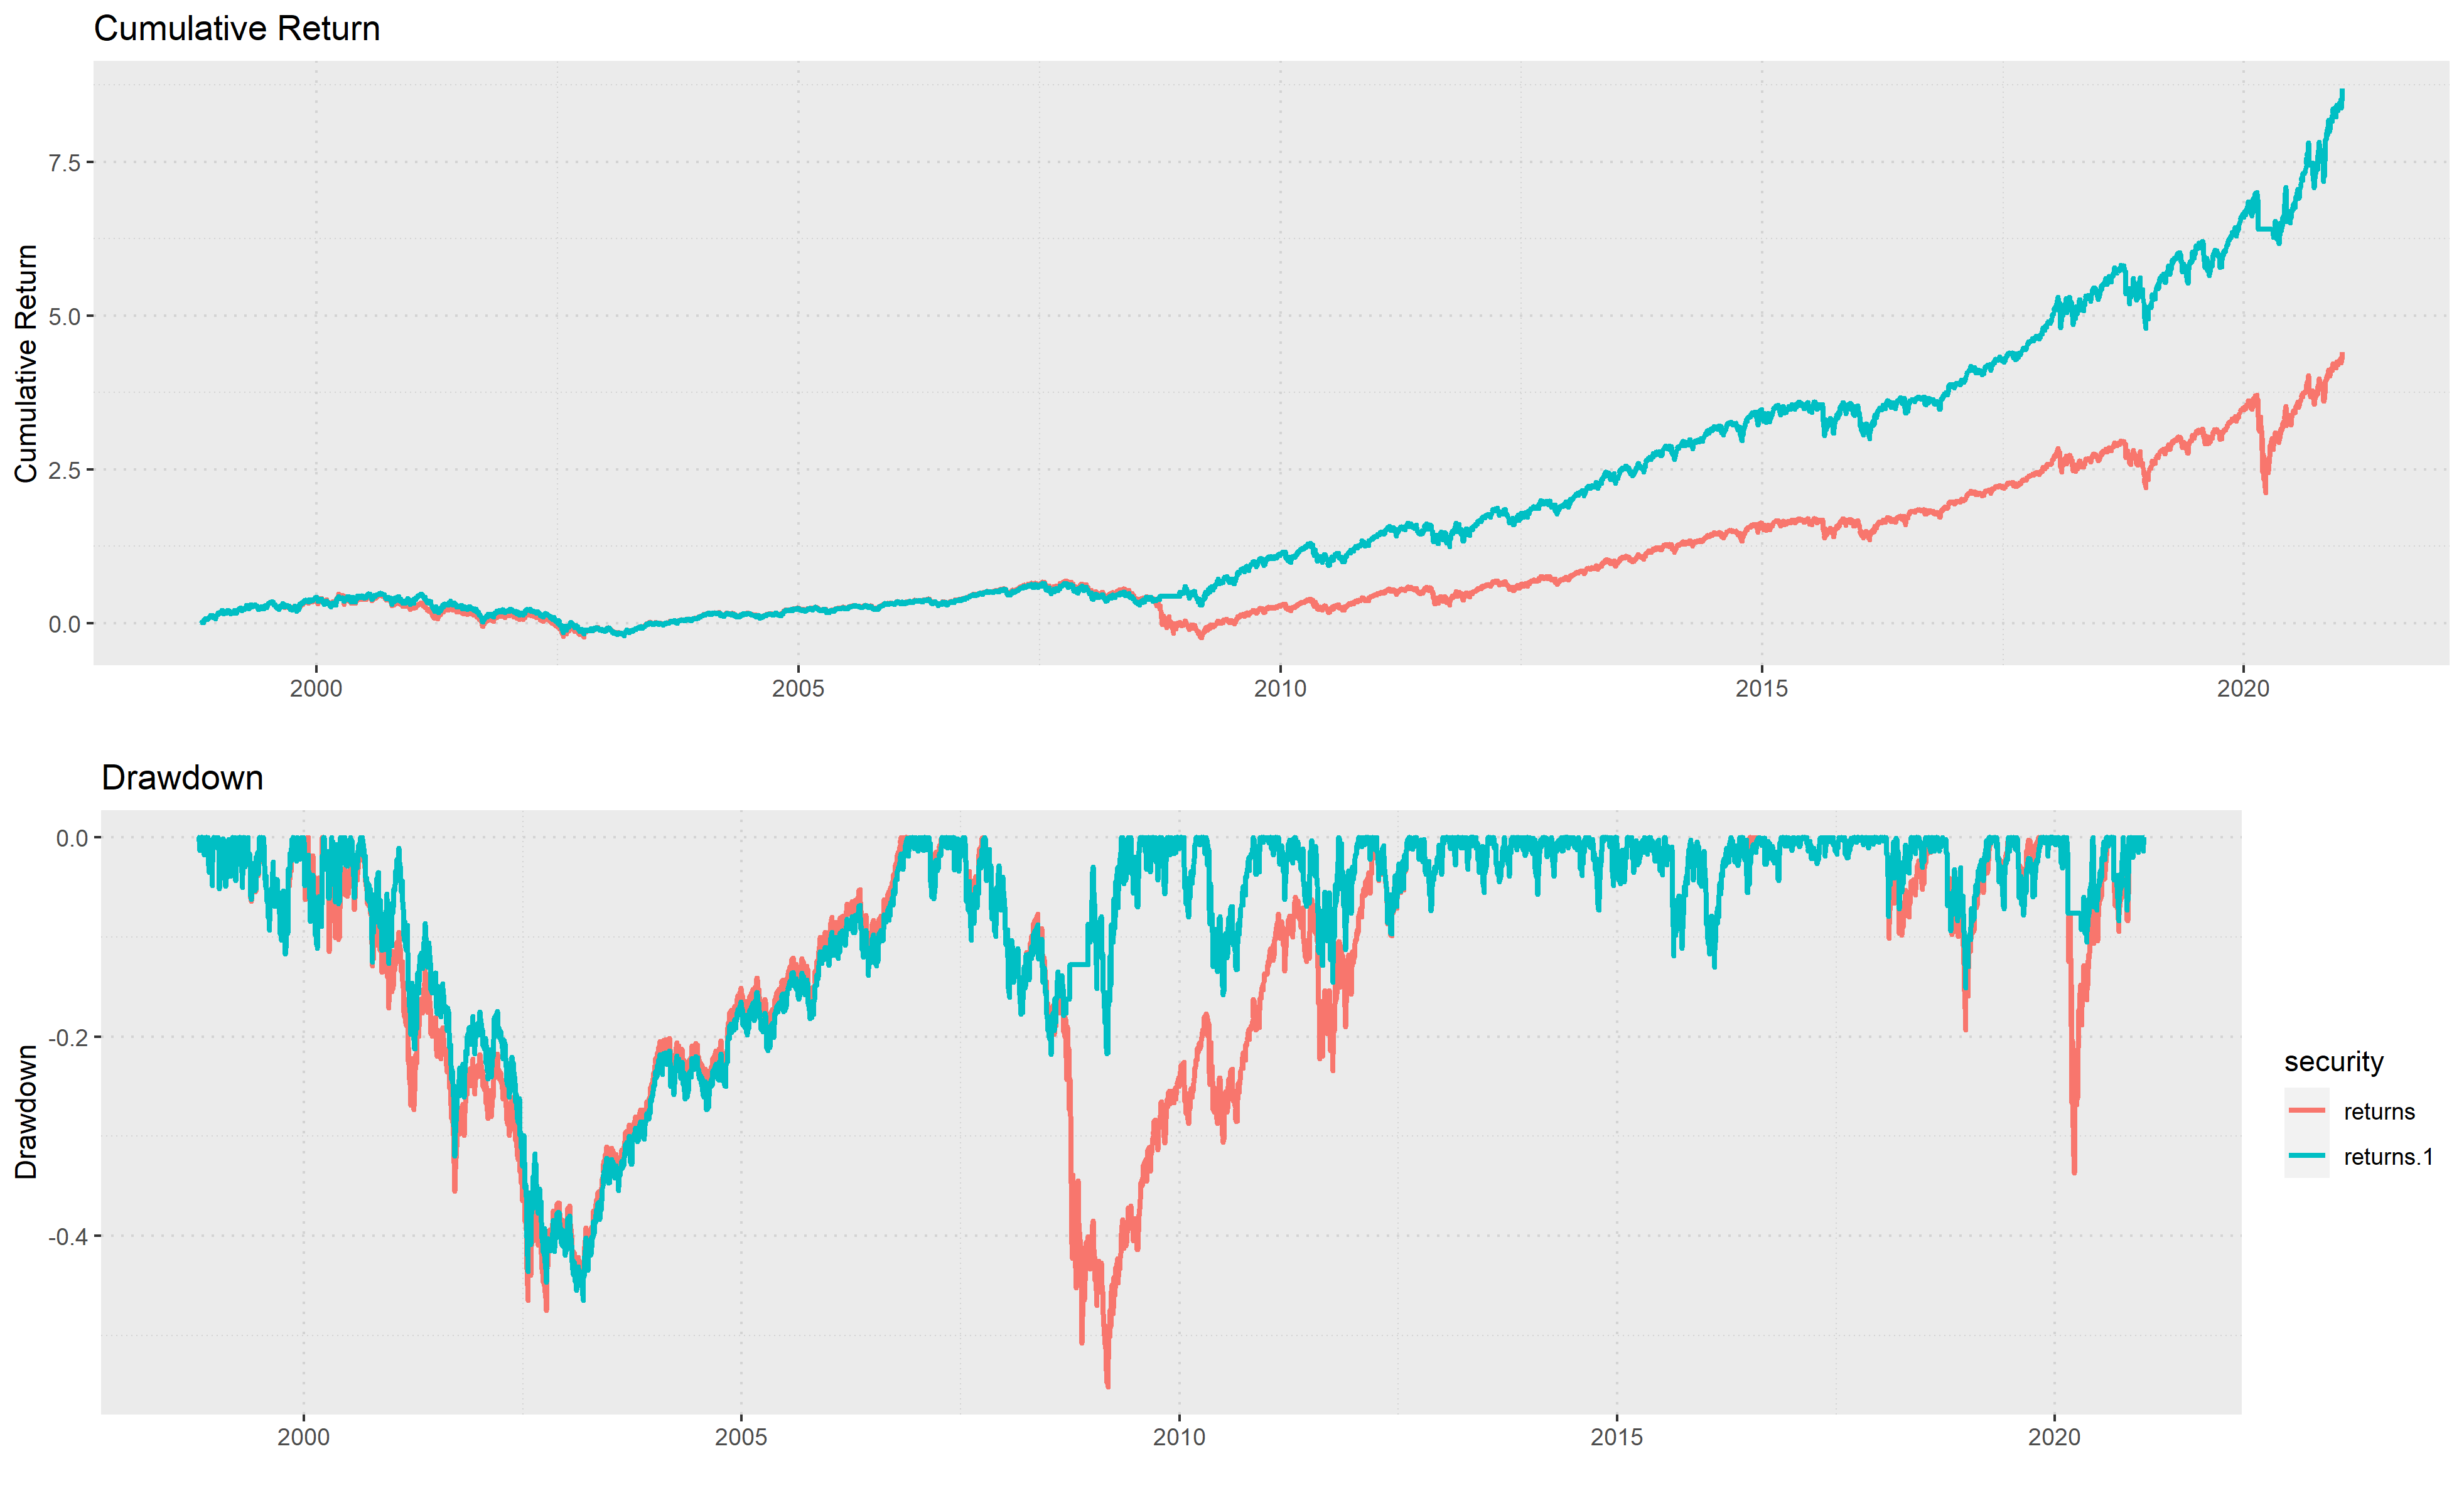 Cumulative Return
Cumulative Return
7.5
5.0
2.5
0.0
2000 2005 2010 2015 2020
Drawdown
Drawdown
0.0
-0.2
-0.4
2000 2005 2010 2015 2020
security
returns
returns.1